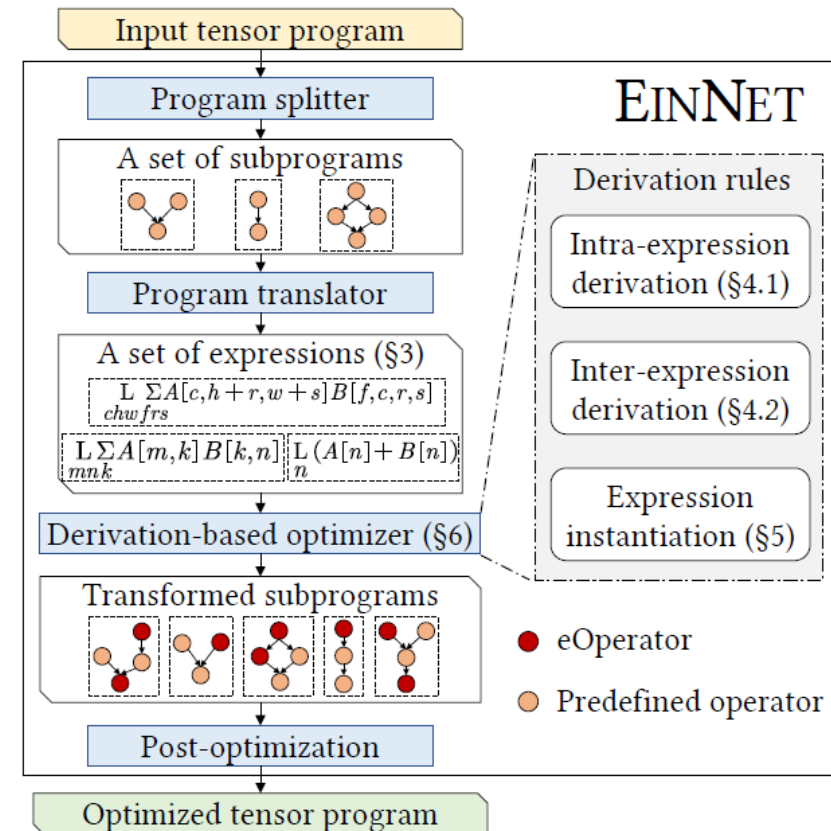 Input tensor program
EINNET
Program splitter
A set of subprograms
Derivation rules
Intra-expression
derivation (§4.1)
Program translator
A set of expressions (§3)
L ΣA[c,h+r,w+s]B[f,c,r,s]
chwfrs
Inter-expression
derivation (§4.2)
LΣA[m,k]B[k,n] L(A[n]+B[n])
mnk n
Expression
instantiation (§5)
Derivation-based optimizer (§6)
Transformed subprograms
eOperator
Predefined operator
Post-optimization
Optimized tensor program